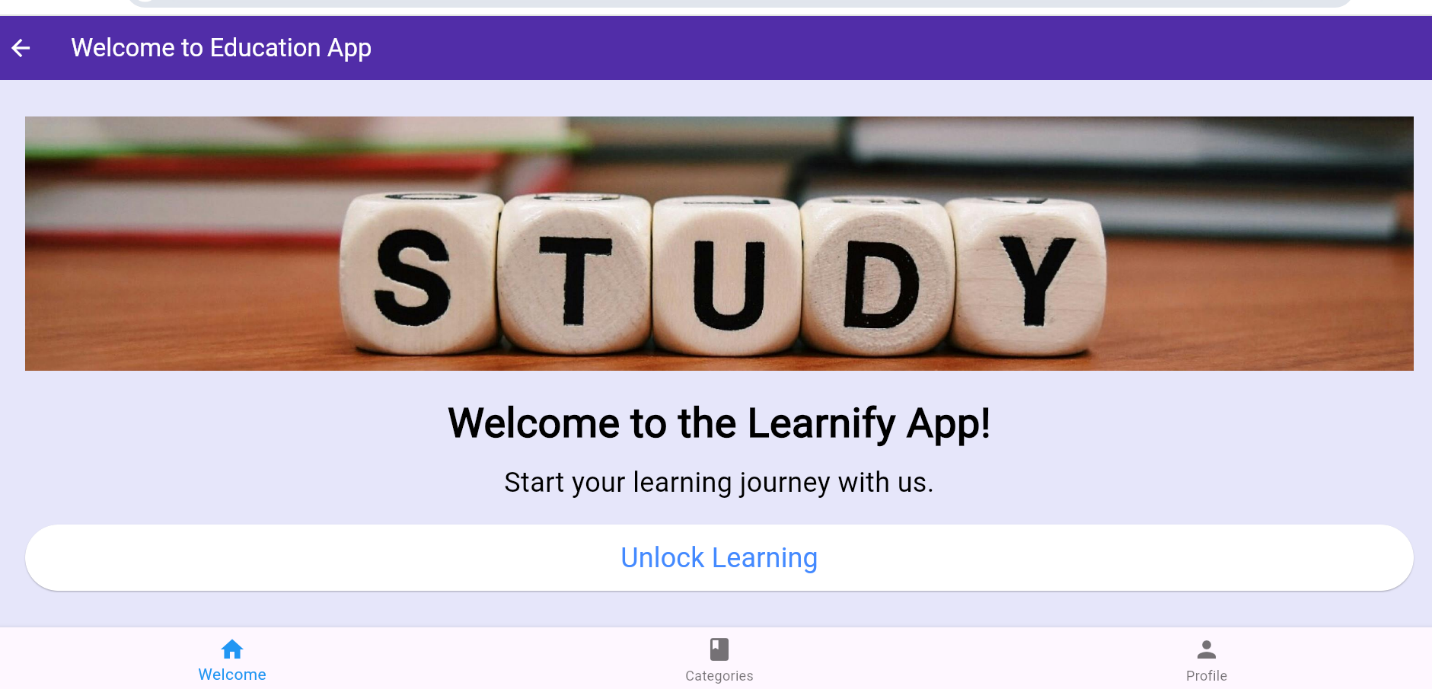 Welcome to Education App
STUDY
Welcome to the Learnify App!
Start your learning journey with us.
Unlock Learning
Welcome
Categories
Profile